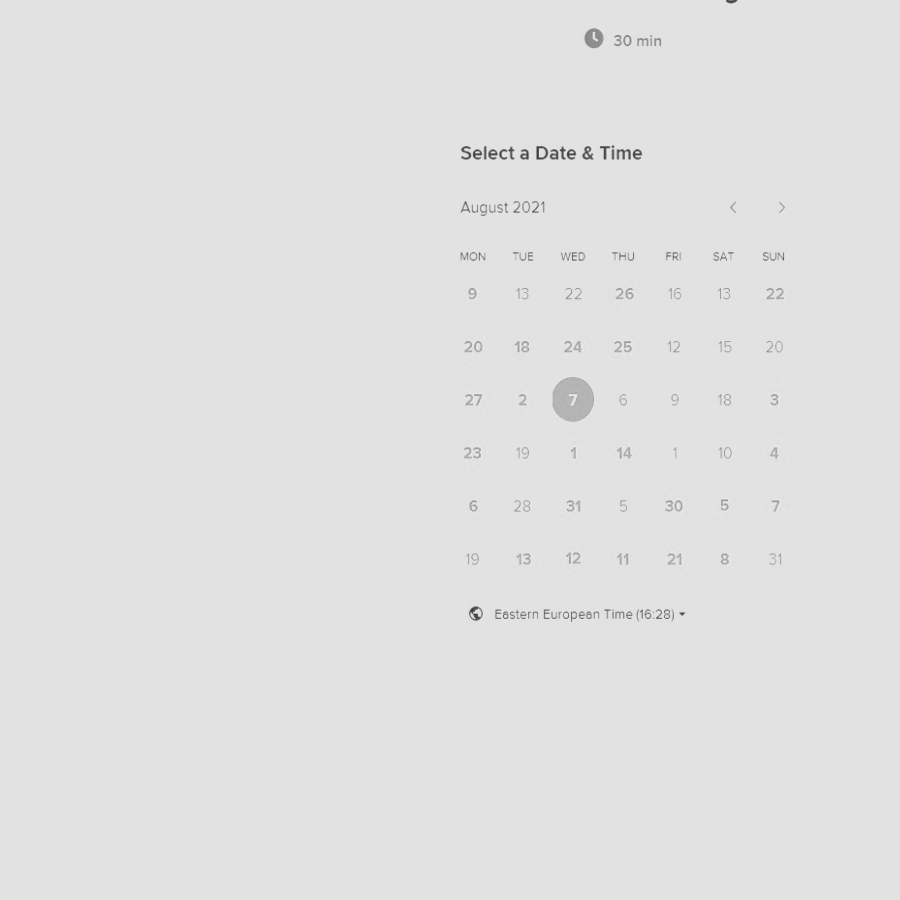 30 min
Select a Date & Time
August 2021
MON TUE WED THU FRI SAT SUN
9 13 22 26 16 13 22
20 18 24 25 12 15 20
27 2 7 6 9 18 3
23 19 1 14 1 10 4
6 28 31 5 30 5 7
19 13 12 11 21 8 31
Eastern European Time (16:28)